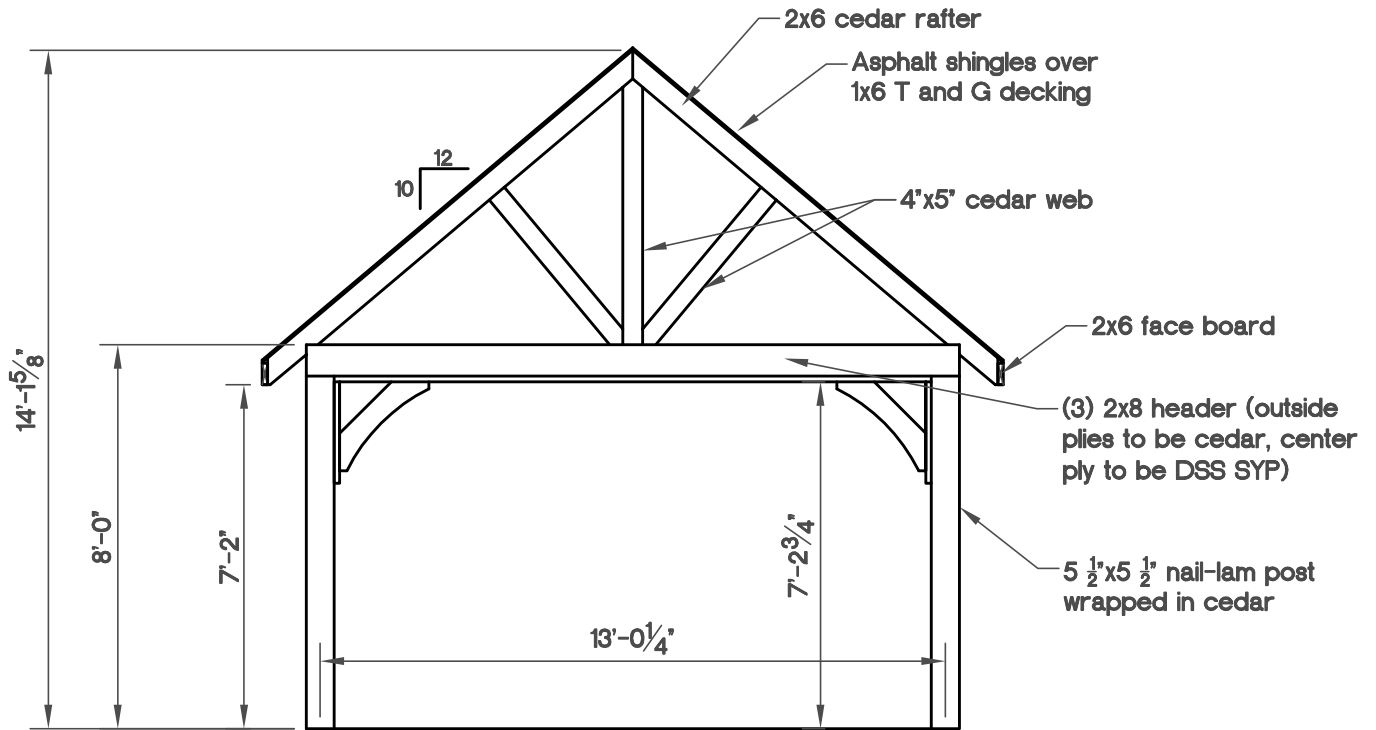 2x6 cedar rafter
Asphalt shingles over
1x6 T and G decking
12
10
4"x5" cedar web
2x6 face board
14'-1⅝"
(3) 2x8 header (outside
plies to be cedar, center
ply to be DSS SYP)
8'-0"
7'-2"
7'-2¾"
5 ½"x5 ½" nail-lam post
wrapped in cedar
13'-0¼"